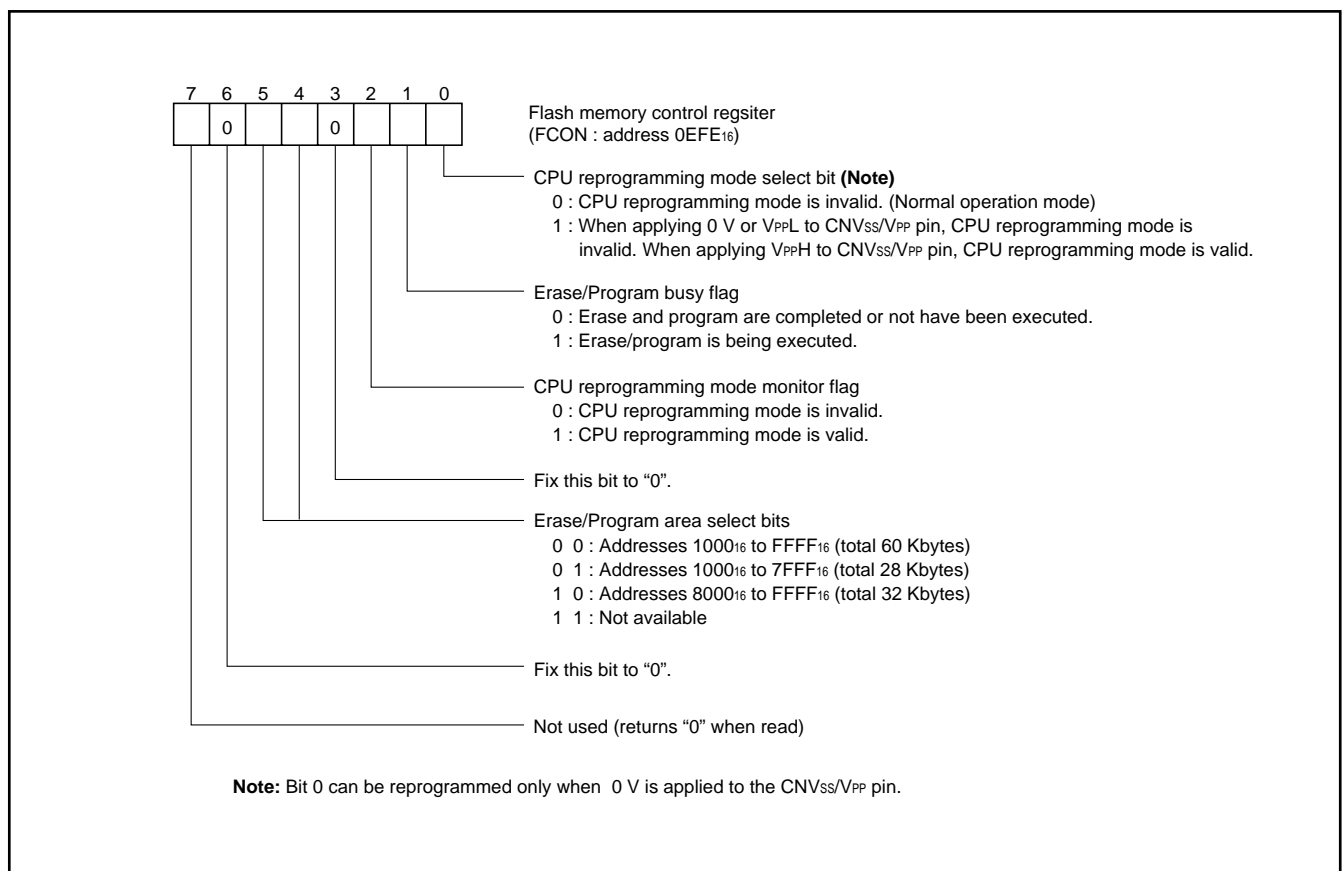 7 6 5 4 3 2 1 0
0 0
Flash memory control regsiter
(FCON : address 0EFE16)
CPU reprogramming mode select bit (Note)
0 : CPU reprogramming mode is invalid. (Normal operation mode)
1 : When applying 0 V or VPPL to CNVSS/VPP pin, CPU reprogramming mode is
invalid. When applying VPPH to CNVSS/VPP pin, CPU reprogramming mode is valid.
Erase/Program busy flag
0 : Erase and program are completed or not have been executed.
1 : Erase/program is being executed.
CPU reprogramming mode monitor flag
0 : CPU reprogramming mode is invalid.
1 : CPU reprogramming mode is valid.
Fix this bit to “0”.
Erase/Program area select bits
0 0 : Addresses 100016 to FFFF16 (total 60 Kbytes)
0 1 : Addresses 100016 to 7FFF16 (total 28 Kbytes)
1 0 : Addresses 800016 to FFFF16 (total 32 Kbytes)
1 1 : Not available
Fix this bit to “0”.
Not used (returns “0” when read)
Note: Bit 0 can be reprogrammed only when 0 V is applied to the CNVSS/VPP pin.